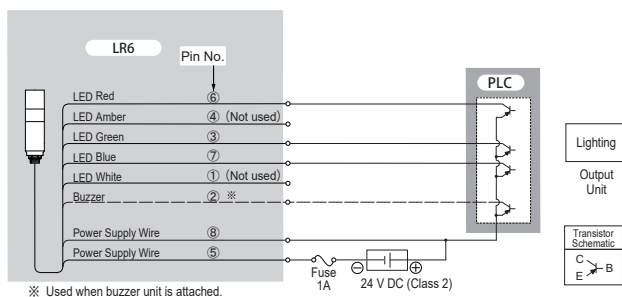 LR6
Pin No.
LED Red ⑥
LED Amber ④ (Not used)
LED Green ③
LED Blue ⑦
LED White ① (Not used)
Buzzer ② ※
Power Supply Wire ⑧
Power Supply Wire ⑤
Fuse
1A
⊖ ⊕
24 V DC (Class 2)
※ Used when buzzer unit is attached.
PLC
Lighting
Output
Unit
Transistor
Schematic
C
B
E